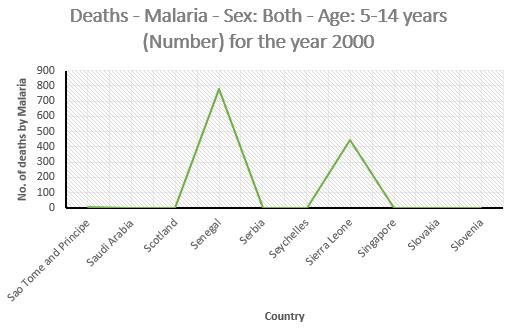 Deaths - Malaria - Sex: Both - Age: 5-14 years
(Number) for the year 2000
No. of deaths by Malaria
900
800
700
600
500
400
300
200
100
0
Sao Tome and Principe
Saudi Arabia
Scotland
Senegal
Serbia
Seychelles
Sierra Leone
Singapore
Slovakia
Slovenia
Country